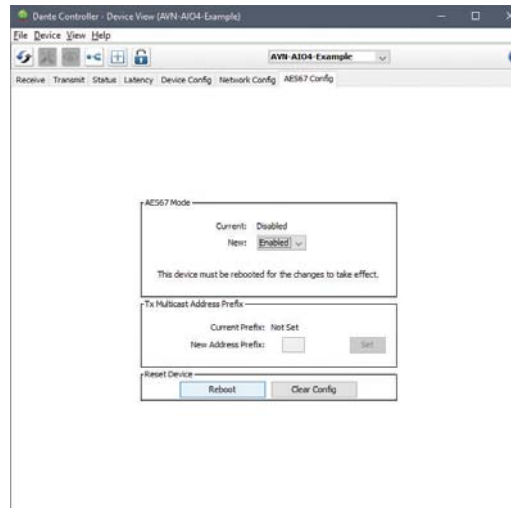 Dante Controller - Device View (AVN-AIO4-Example)
File Device View Help
AVN-AIO4-Example
Receive Transmit Status Latency Device Config Network Config AES67 Config
AES67 Mode
Current: Disabled
New: Enabled
This device must be rebooted for the changes to take effect.
Tx Multicast Address Prefix
Current Prefix: Not Set
New Address Prefix: Set
Reset Device
Reboot Clear Config